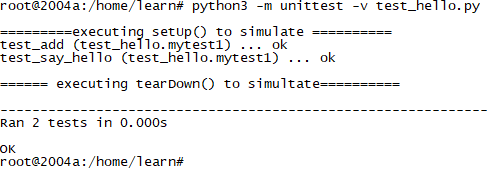 root@2004a:/home/learn# python3 -m unittest -v test_hello.py
=========executing setUp() to simulate ==========
test_add (test_hello.mytest1) ... ok
test_say_hello (test_hello.mytest1) ... ok
====== executing tearDown() to simultate==========
----------------------------------------------------------------------
Ran 2 tests in 0.000s
OK
root@2004a:/home/learn#